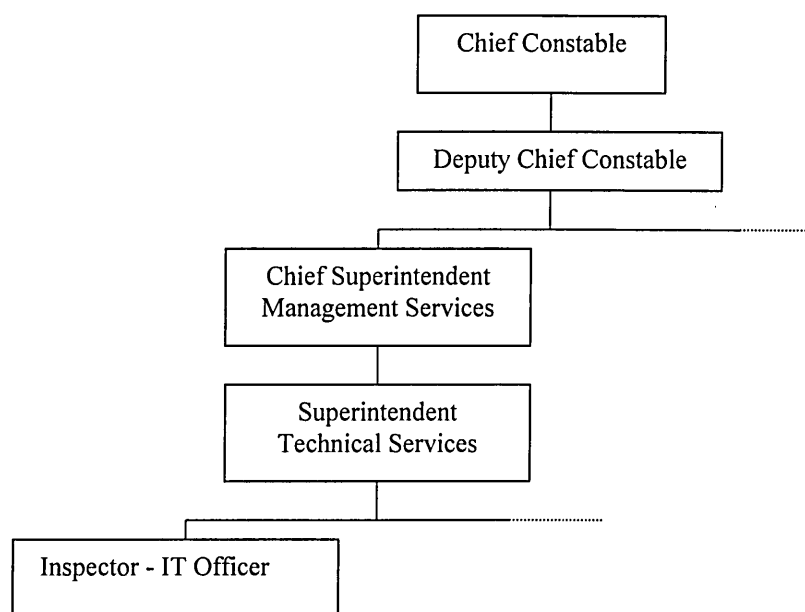 Chief Constable
Deputy Chief Constable
Chief Superintendent
Management Services
Superintendent
Technical Services
Inspector - IT Officer